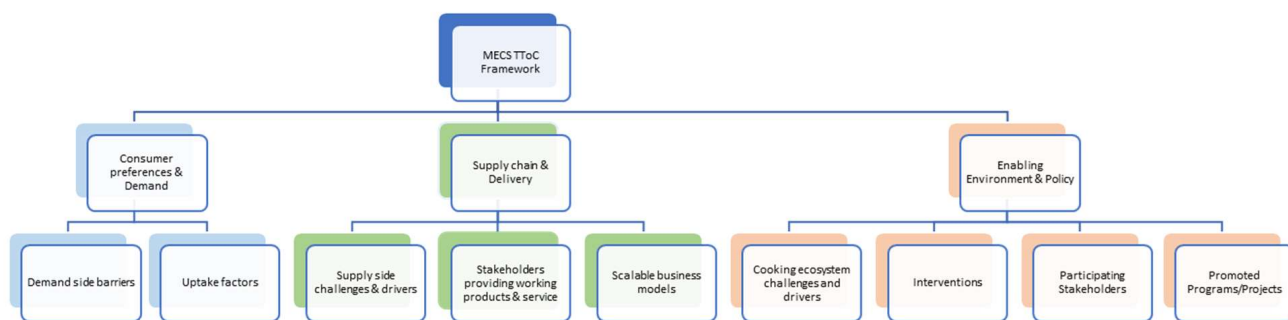 MECS TToC
Framework
Consumer
preferences &
Demand
Supply chain &
Delivery
Enabling
Environment & Policy
Demand side barriers
Uptake factors
Supply side
challenges & drivers
Stakeholders
providing working
products & service
Scalable business
models
Cooking ecosystem
challenges and
drivers
Interventions
Participating
Stakeholders
Promoted
Programs/Projects